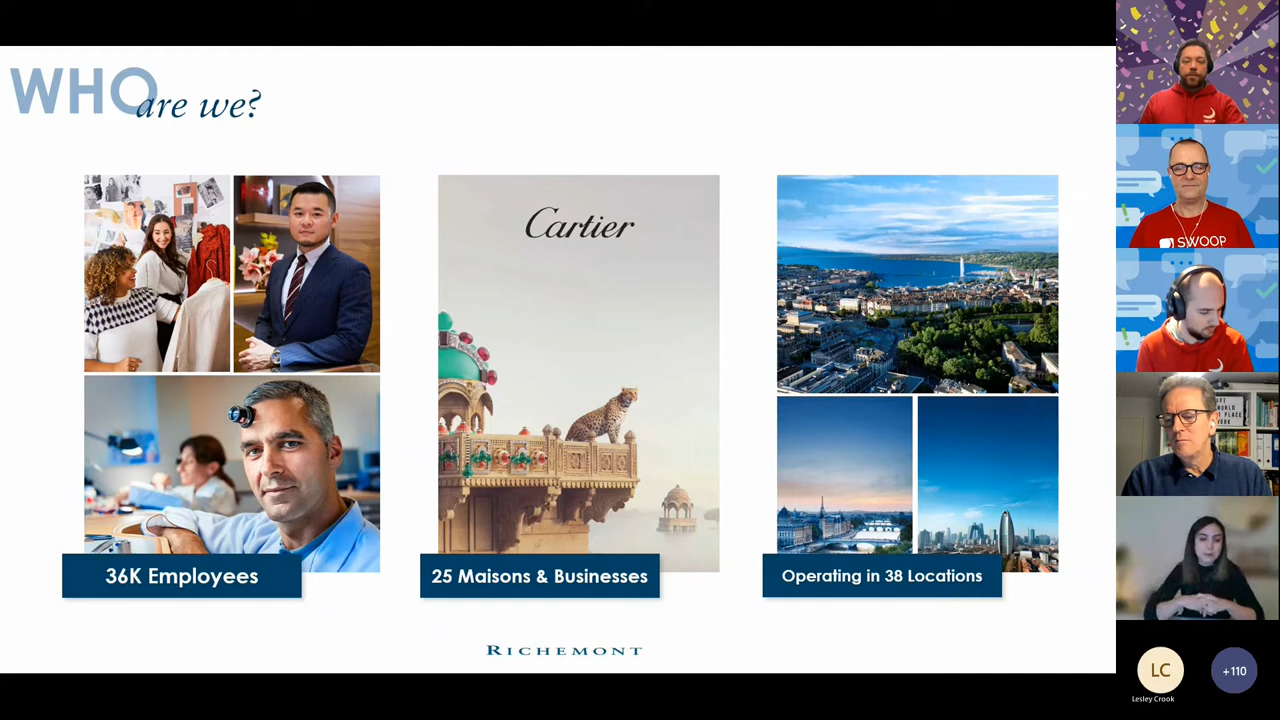 WHO are we?
Cartier
36K Employees
25 Maisons & Businesses
Operating in 38 Locations
RICHEMONT
SWOOP
LC
+110
Lesley Crook